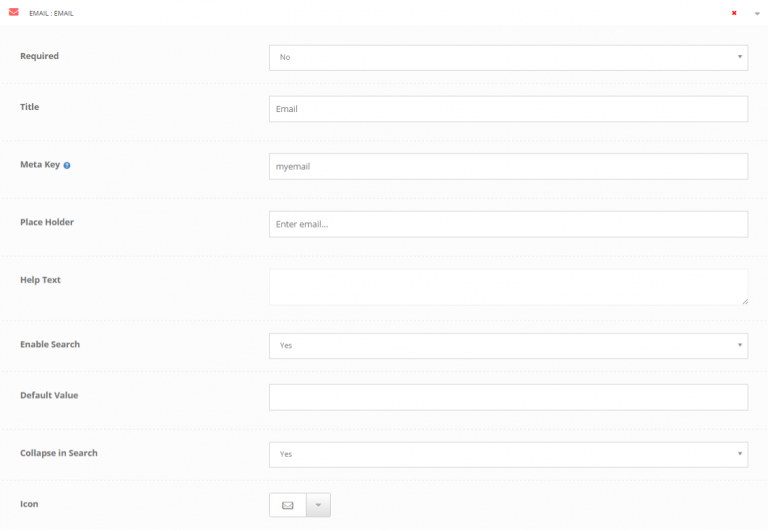 EMAIL : EMAIL
Required
No
Title
Email
Meta Key
myemail
Place Holder
Enter email...
Help Text
Enable Search
Yes
Default Value
Collapse in Search
Yes
Icon